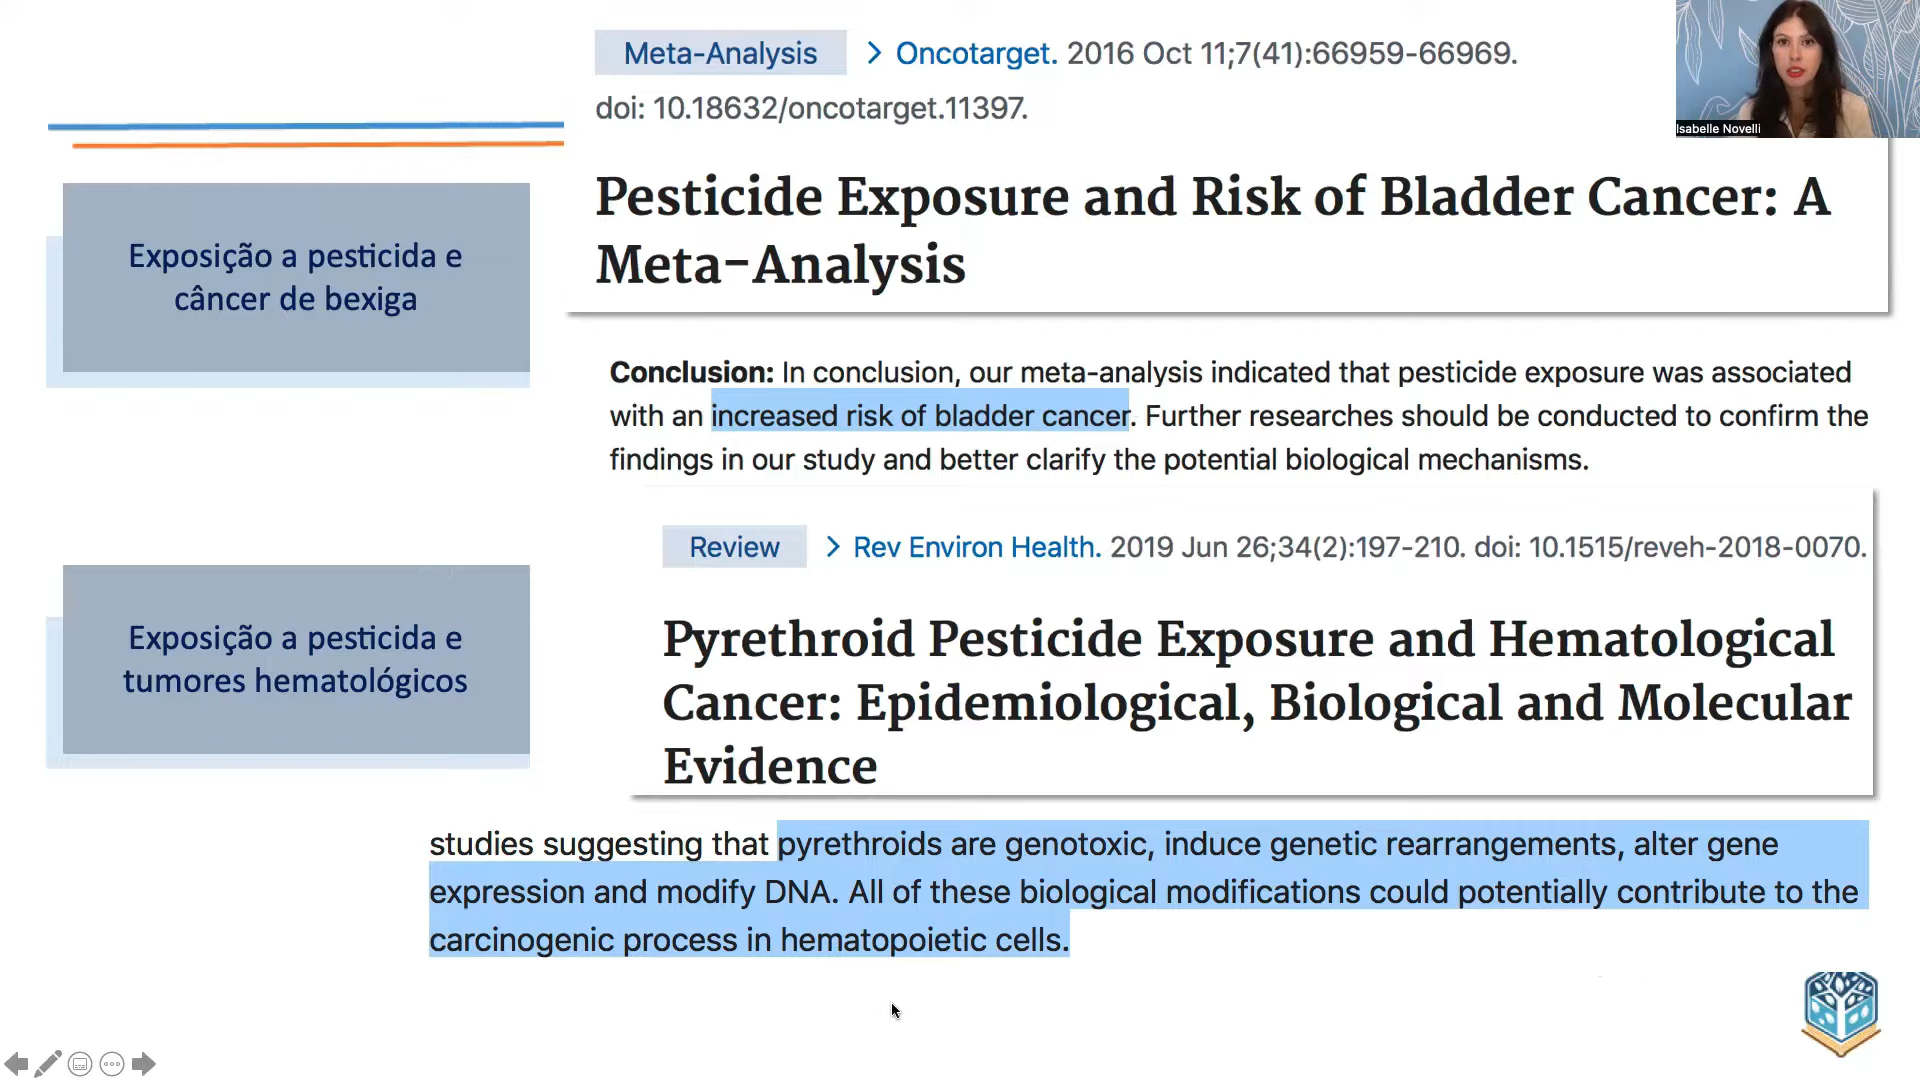 Meta-Analysis > Oncotarget. 2016 Oct 11;7(41):66959-66969.
doi: 10.18632/oncotarget.11397.
Isabelle Novelli
Pesticide Exposure and Risk of Bladder Cancer: A
Meta-Analysis
Exposição a pesticida e
câncer de bexiga
Conclusion: In conclusion, our meta-analysis indicated that pesticide exposure was associated
with an increased risk of bladder cancer. Further researches should be conducted to confirm the
findings in our study and better clarify the potential biological mechanisms.
Review > Rev Environ Health. 2019 Jun 26;34(2):197-210. doi: 10.1515/reveh-2018-0070.
Pyrethroid Pesticide Exposure and Hematological
Cancer: Epidemiological, Biological and Molecular
Evidence
Exposição a pesticida e
tumores hematológicos
studies suggesting that pyrethroids are genotoxic, induce genetic rearrangements, alter gene
expression and modify DNA. All of these biological modifications could potentially contribute to the
carcinogenic process in hematopoietic cells.